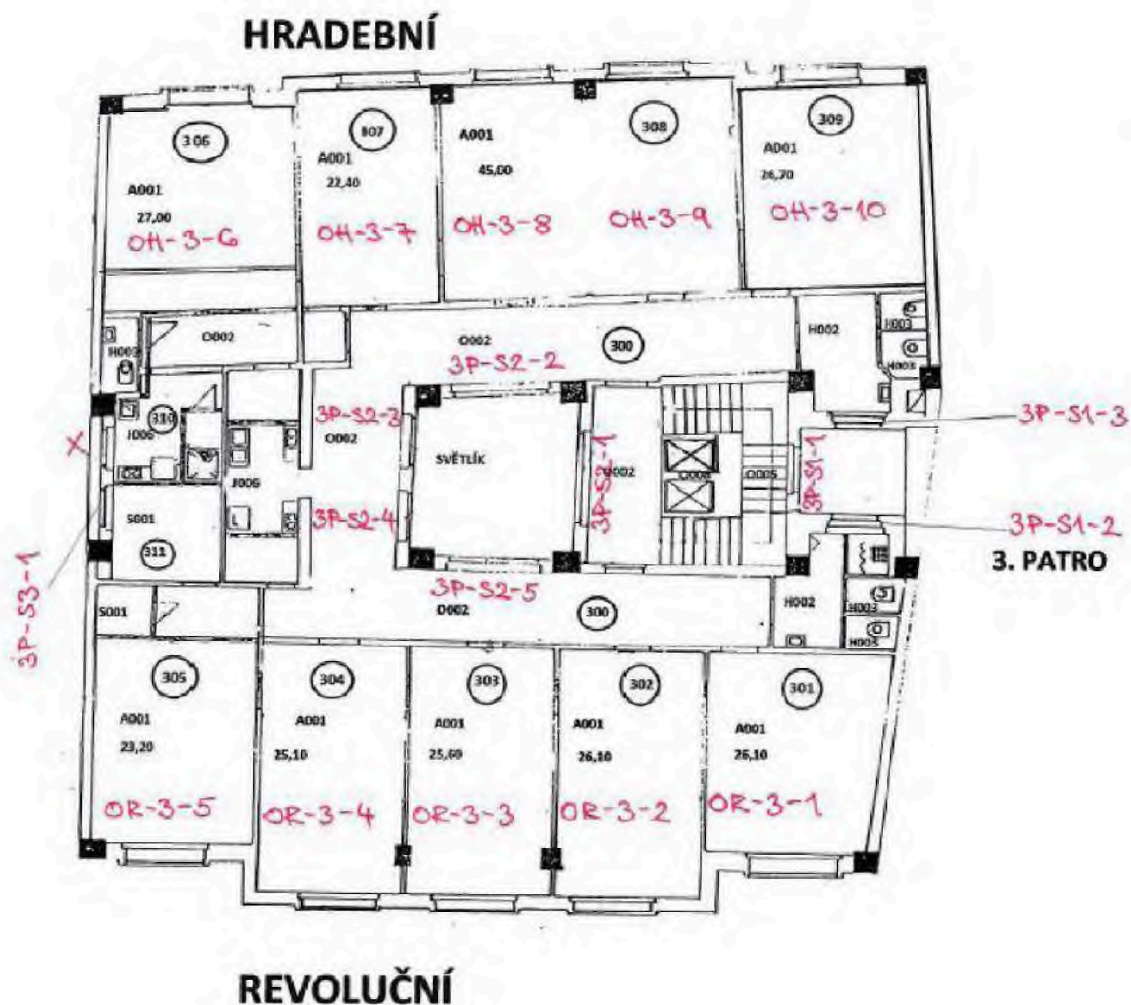 HRADEBNÍ
306
A001
27,00
OH-3-6
307
A001
22,40
OH-3-7
A001
45,00
308
OH-3-8
OH-3-9
309
A001
26,70
OH-3-10
H003
O002
O002
300
3P-S2-2
H002
H003
H003
310
J006
J006
3P-S2-3
O002
3P-S2-4
SVĚTLÍK
3P-S2-1
O002
O005
3P-S1-1
3P-S1-3
3P-S1-2
3. PATRO
X
3P-S3-1
S001
311
3P-S2-5
O002
300
H002
H003
H003
S001
305
A001
23,20
OR-3-5
304
A001
25,10
OR-3-4
303
A001
25,60
OR-3-3
302
A001
26,10
OR-3-2
301
A001
26,10
OR-3-1
REVOLUČNÍ